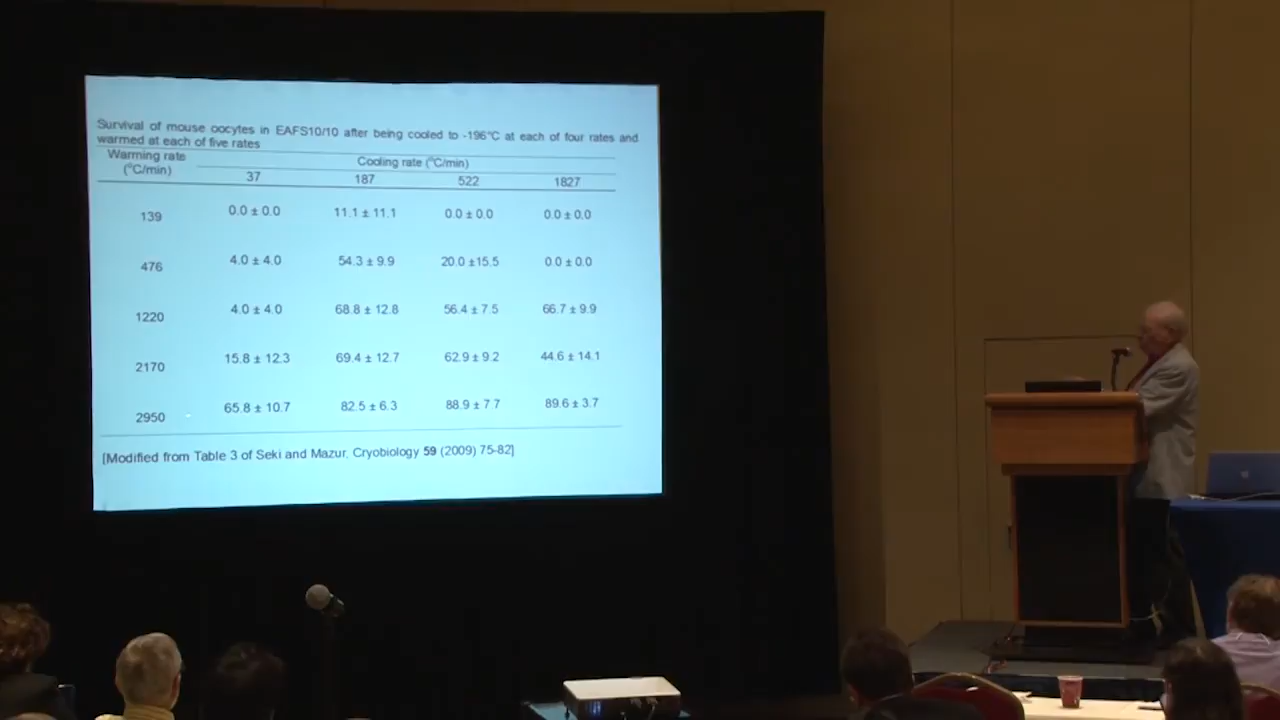 Survival of mouse oocytes in EAFS10/10 after being cooled to -196°C at each of four rates and
warmed at each of five rates
Warming rate (°C/min) Cooling rate (°C/min)
37 187 522 1827
139 0.0 ± 0.0 11.1 ± 11.1 0.0 ± 0.0 0.0 ± 0.0
476 4.0 ± 4.0 54.3 ± 9.9 20.0 ±15.5 0.0 ± 0.0
1220 4.0 ± 4.0 68.8 ± 12.8 56.4 ± 7.5 66.7 ± 9.9
2170 15.8 ± 12.3 69.4 ± 12.7 62.9 ± 9.2 44.6 ± 14.1
2950 65.8 ± 10.7 82.5 ± 6.3 88.9 ± 7.7 89.6 ± 3.7
[Modified from Table 3 of Seki and Mazur, Cryobiology 59 (2009) 75-82]